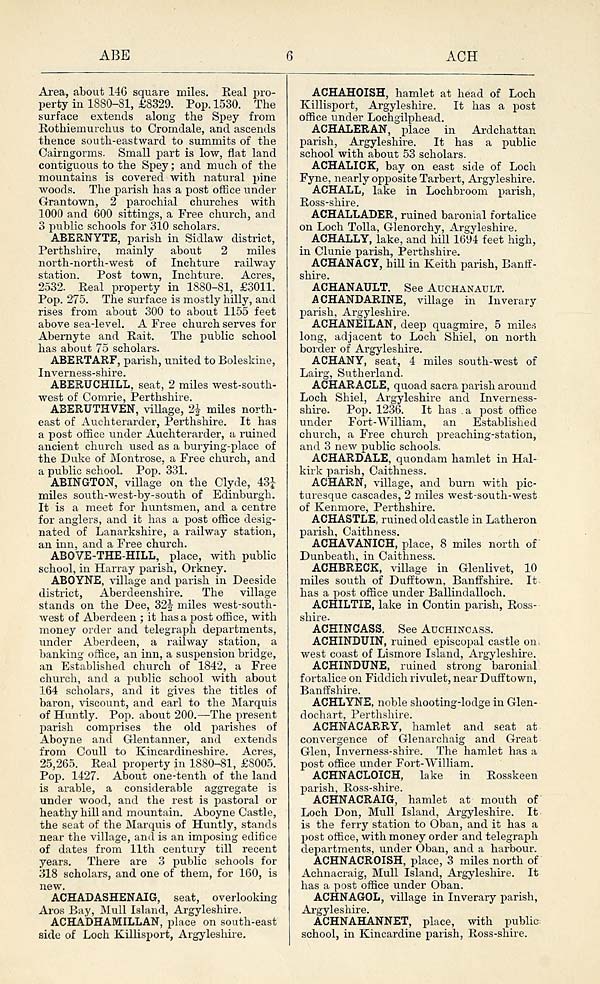 ABE 6 ACH
Area, about 146 square miles. Real pro-
perty in 1880-81, £8329. Pop. 1530. The
surface extends along the Spey from
Rothiemurchus to Cromdale, and ascends
thence south-eastward to summits of the
Cairngorms. Small part is low, flat land
contiguous to the Spey; and much of the
mountains is covered with natural pine
woods. The parish has a post office under
Grantown, 2 parochial churches with
1000 and 600 sittings, a Free church, and
3 public schools for 310 scholars.
ABERNYTE, parish in Sidlaw district,
Perthshire, mainly about 2 miles
north-north-west of Inchture railway
station. Post town, Inchture. Acres,
2532. Real property in 1880-81, £3011.
Pop. 275. The surface is mostly hilly, and
rises from about 300 to about 1155 feet
above sea-level. A Free church serves for
Abernyte and Rait. The public school
has about 75 scholars.
ABERTARF, parish, united to Boleskine,
Inverness-shire.
ABERUCHILL, seat, 2 miles west-south-
west of Comrie, Perthshire.
ABERUTHVEN, village, 2½ miles north-
east of Auchterarder, Perthshire. It has
a post office under Auchterarder, a ruined
ancient church used as a burying-place of
the Duke of Montrose, a Free church, and
a public school. Pop. 331.
ABINGTON, village on the Clyde, 43¼
miles south-west-by-south of Edinburgh.
It is a meet for huntsmen, and a centre
for anglers, and it has a post office desig-
nated of Lanarkshire, a railway station,
an inn, and a Free church.
ABOVE-THE-HILL, place, with public
school, in Harray parish, Orkney.
ABOYNE, village and parish in Deeside
district, Aberdeenshire. The village
stands on the Dee, 32½ miles west-south-
west of Aberdeen ; it has a post office, with
money order and telegraph departments,
under Aberdeen, a railway station, a
banking office, an inn, a suspension bridge,
an Established church of 1842, a Free
church, and a public school with about
164 scholars, and it gives the titles of
baron, viscount, and earl to the Marquis
of Huntly. Pop. about 200.—The present
parish comprises the old parishes of
Aboyne and Glentanner, and extends
from Coull to Kincardineshire. Acres,
25,265. Real property in 1880-81, £8005.
Pop. 1427. About one-tenth of the land
is arable, a considerable aggregate is
under wood, and the rest is pastoral or
heathy hill and mountain. Aboyne Castle,
the seat of the Marquis of Huntly, stands
near the village, and is an imposing edifice
of dates from 11th century till recent
years. There are 3 public schools for
318 scholars, and one of them, for 160, is
new.
ACHADASHENAIG, seat, overlooking
Aros Bay, Mull Island, Argyleshire.
ACHADHAMILLAN, place on south-east
side of Loch Killisport, Argyleshire.
ACHAHOISH, hamlet at head of Loch
Killisport, Argyleshire. It has a post
office under Lochgilphead.
ACHALERAN, place in Ardchattan
parish, Argyleshire. It has a public
school with about 53 scholars.
ACHALICK, bay on east side of Loch
Fyne, nearly opposite Tarbert, Argyleshire.
ACHALL, lake in Lochbroom parish,
Ross-shire.
ACHALLADER, ruined baronial fortalice
on Loch Tolla, Glenorchy, Argyleshire.
ACHALLY, lake, and hill 1694 feet high,
in Clunie parish, Perthshire.
ACHANACY, hill in Keith parish, Banff-
shire.
ACHANAULT. See AUCHANAULT.
ACHANDARINE, village in Inverary
parish, Argyleshire.
ACHANEILAN, deep quagmire, 5 miles
long, adjacent to Loch Shiel, on north
border of Argyleshire.
ACHANY, seat, 4 miles south-west of
Lairg, Sutherland.
ACHARACLE, quoad sacra parish around
Loch Shiel, Argyleshire and Inverness-
shire. Pop. 1236. It has a post office
under Fort-William, an Established
church, a Free church preaching-station,
and 3 new public schools.
ACHARDALE, quondam hamlet in Hal-
kirk parish, Caithness.
ACHARN, village, and burn with pic-
turesque cascades, 2 miles west-south-west
of Kenmore, Perthshire.
ACHASTLE, ruined old castle in Latheron
parish, Caithness.
ACHAVANICH, place, 8 miles north of
Dunbeath, in Caithness.
ACHBRECK, village in Glenlivet, 10
miles south of Dufftown, Banffshire. It
has a post office under Ballindalloch.
ACHILTIE, lake in Contin parish, Ross-
shire.
ACHINCASS. See AUCHINCASS.
ACHINDUIN, ruined episcopal castle on
west coast of Lismore Island, Argyleshire.
ACHINDUNE, ruined strong baronial
fortalice on Fiddich rivulet, near Dufftown,
Banffshire.
ACHLYNE, noble shooting-lodge in Glen-
dochart, Perthshire.
ACHNACARRY, hamlet and seat at
convergence of Glenarchaig and Great
Glen, Inverness-shire. The hamlet has a
post office under Fort-William.
ACHNACLOICH, lake in Rosskeen
parish, Ross-shire.
ACHNACRAIG, hamlet at mouth of
Loch Don, Mull Island, Argyleshire. It
is the ferry station to Oban, and it has a
post office, with money order and telegraph
departments, under Oban, and a harbour.
ACHNACROISH, place, 3 miles north of
Achnacraig, Mull Island, Argyleshire. It
has a post office under Oban.
ACHNAGOL, village in Inverary parish,
Argyleshire.
ACHNAHANNET, place, with public
school, in Kincardine parish, Ross-shire.